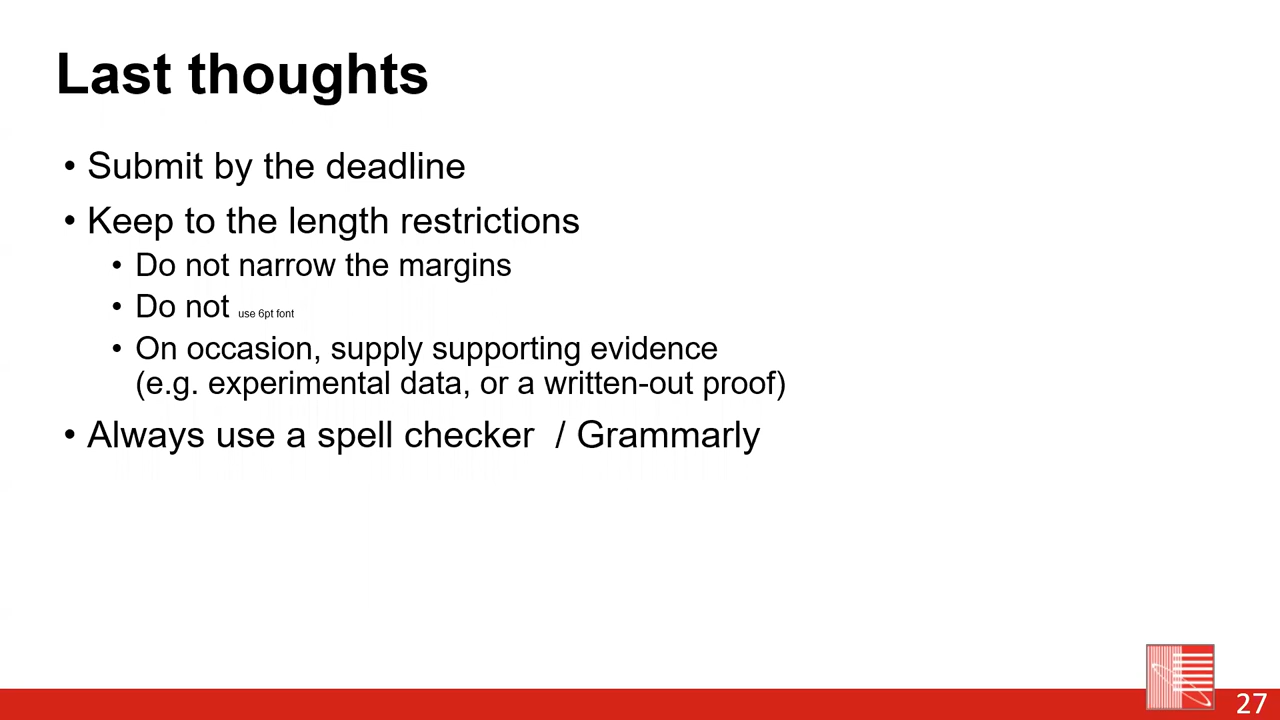 Last thoughts
• Submit by the deadline
• Keep to the length restrictions
• Do not narrow the margins
• Do not use 6pt font
• On occasion, supply supporting evidence
(e.g. experimental data, or a written-out proof)
• Always use a spell checker / Grammarly
27